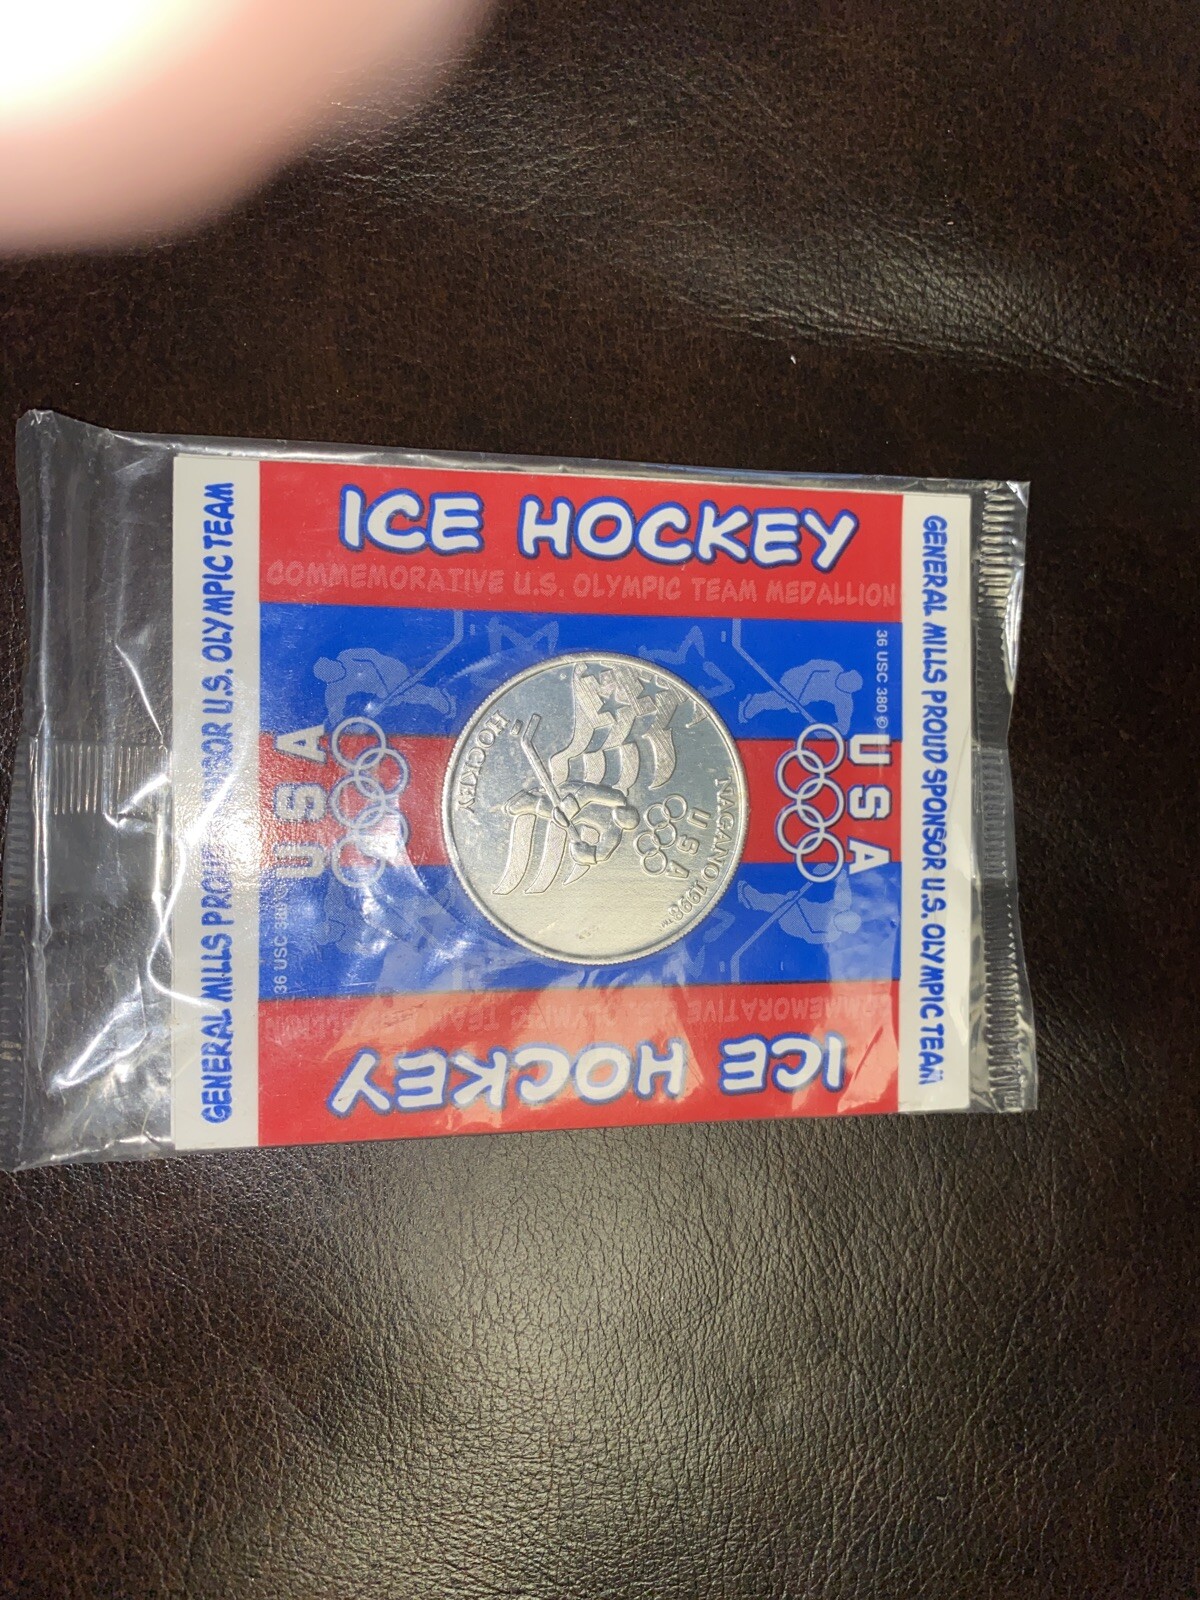 ICE HOCKEY
COMMEMORATIVE U.S. OLYMPIC TEAM MEDALLION
GENERAL MILLS PROUD SPONSOR U.S. OLYMPIC TEAM
36 USC 380 ©
USA
NAGANO 1998™
USA
HOCKEY
USA
36 USC 380
GENERAL MILLS PROUD SPONSOR U.S. OLYMPIC TEAM
COMMEMORATIVE U.S. OLYMPIC TEAM MEDALLION
ICE HOCKEY